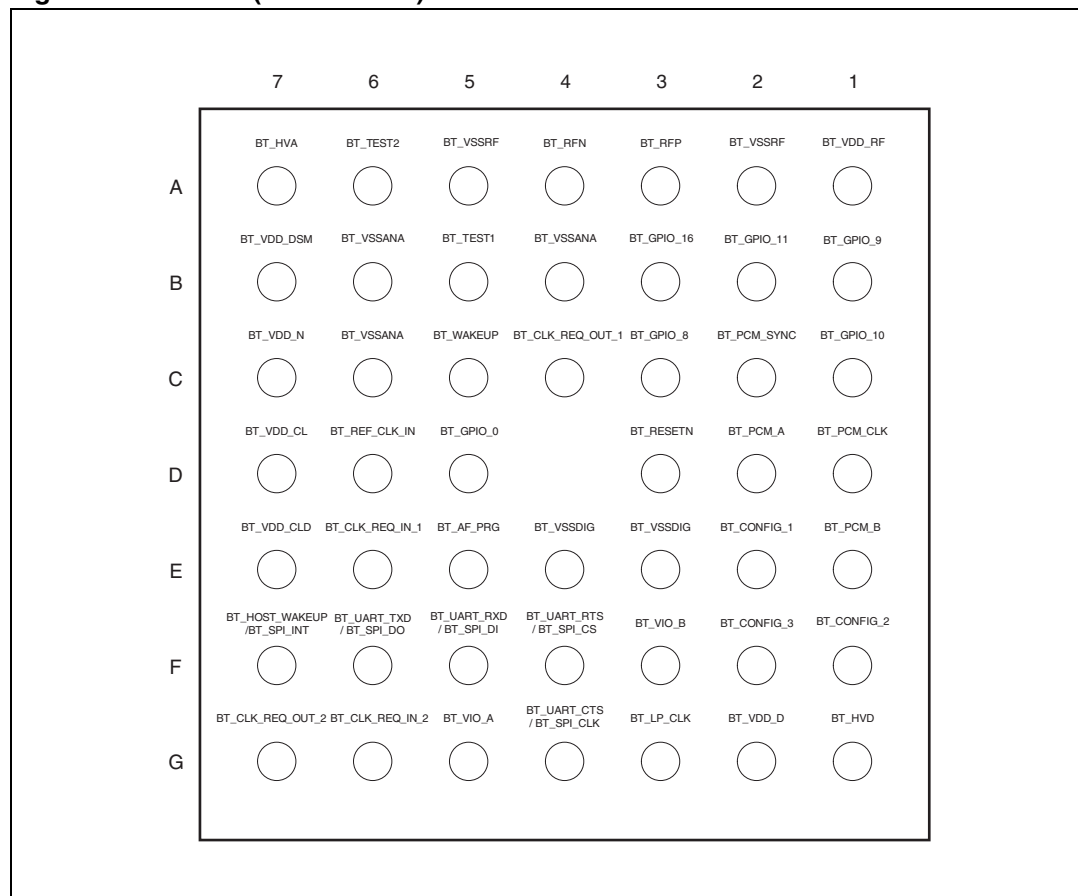 7 6 5 4 3 2 1
BT_HVA BT_TEST2 BT_VSSRF BT_RFN BT_RFP BT_VSSRF BT_VDD_RF
A
BT_VDD_DSM BT_VSSANA BT_TEST1 BT_VSSANA BT_GPIO_16 BT_GPIO_11 BT_GPIO_9
B
BT_VDD_N BT_VSSANA BT_WAKEUP BT_CLK_REQ_OUT_1 BT_GPIO_8 BT_PCM_SYNC BT_GPIO_10
C
BT_VDD_CL BT_REF_CLK_IN BT_GPIO_0 BT_RESETN BT_PCM_A BT_PCM_CLK
D
BT_VDD_CLD BT_CLK_REQ_IN_1 BT_AF_PRG BT_VSSDIG BT_VSSDIG BT_CONFIG_1 BT_PCM_B
E
BT_HOST_WAKEUP BT_UART_TXD BT_UART_RXD BT_UART_RTS BT_VIO_B BT_CONFIG_3 BT_CONFIG_2
/BT_SPI_INT / BT_SPI_DO / BT_SPI_DI / BT_SPI_CS
F
BT_CLK_REQ_OUT_2 BT_CLK_REQ_IN_2 BT_VIO_A BT_UART_CTS BT_LP_CLK BT_VDD_D BT_HVD
/ BT_SPI_CLK
G